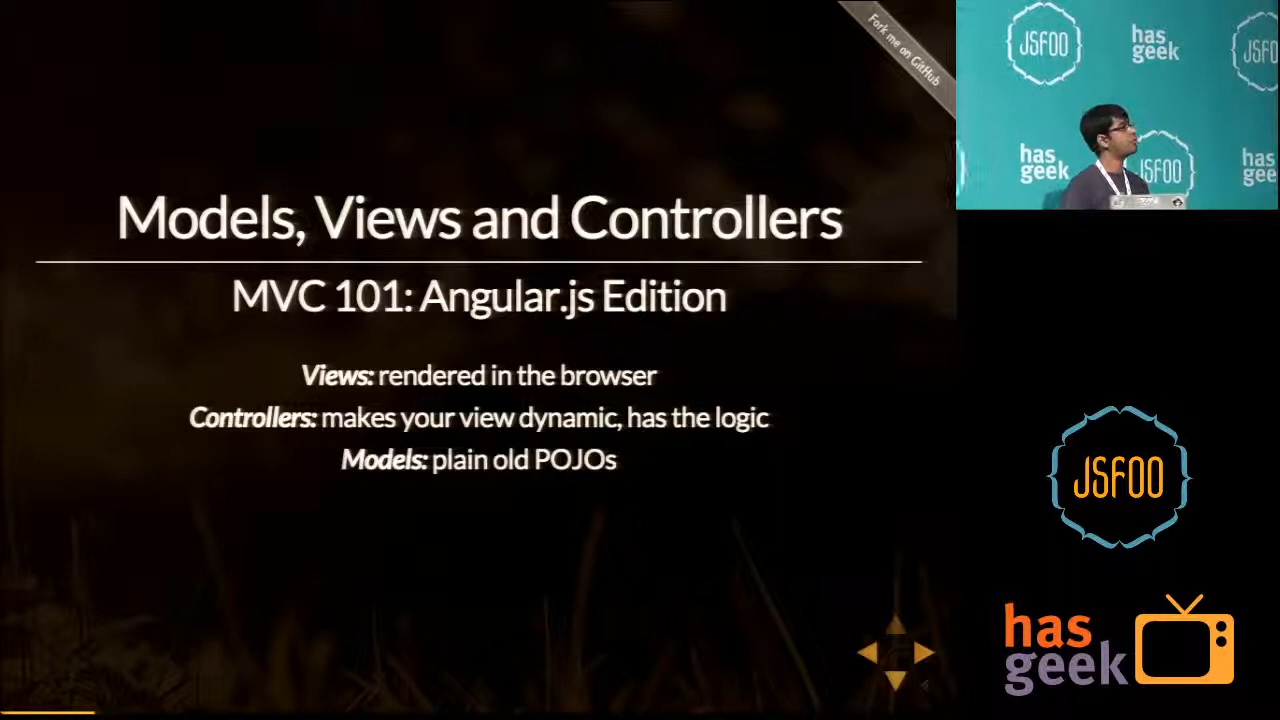 Fork me on GitHub
Models, Views and Controllers
MVC 101: Angular.js Edition
Views: rendered in the browser
Controllers: makes your view dynamic, has the logic
Models: plain old POJOs
JSFOO
has
geek
JSF
has
geek
JSFOO
has
gee
JSFOO
has
geek